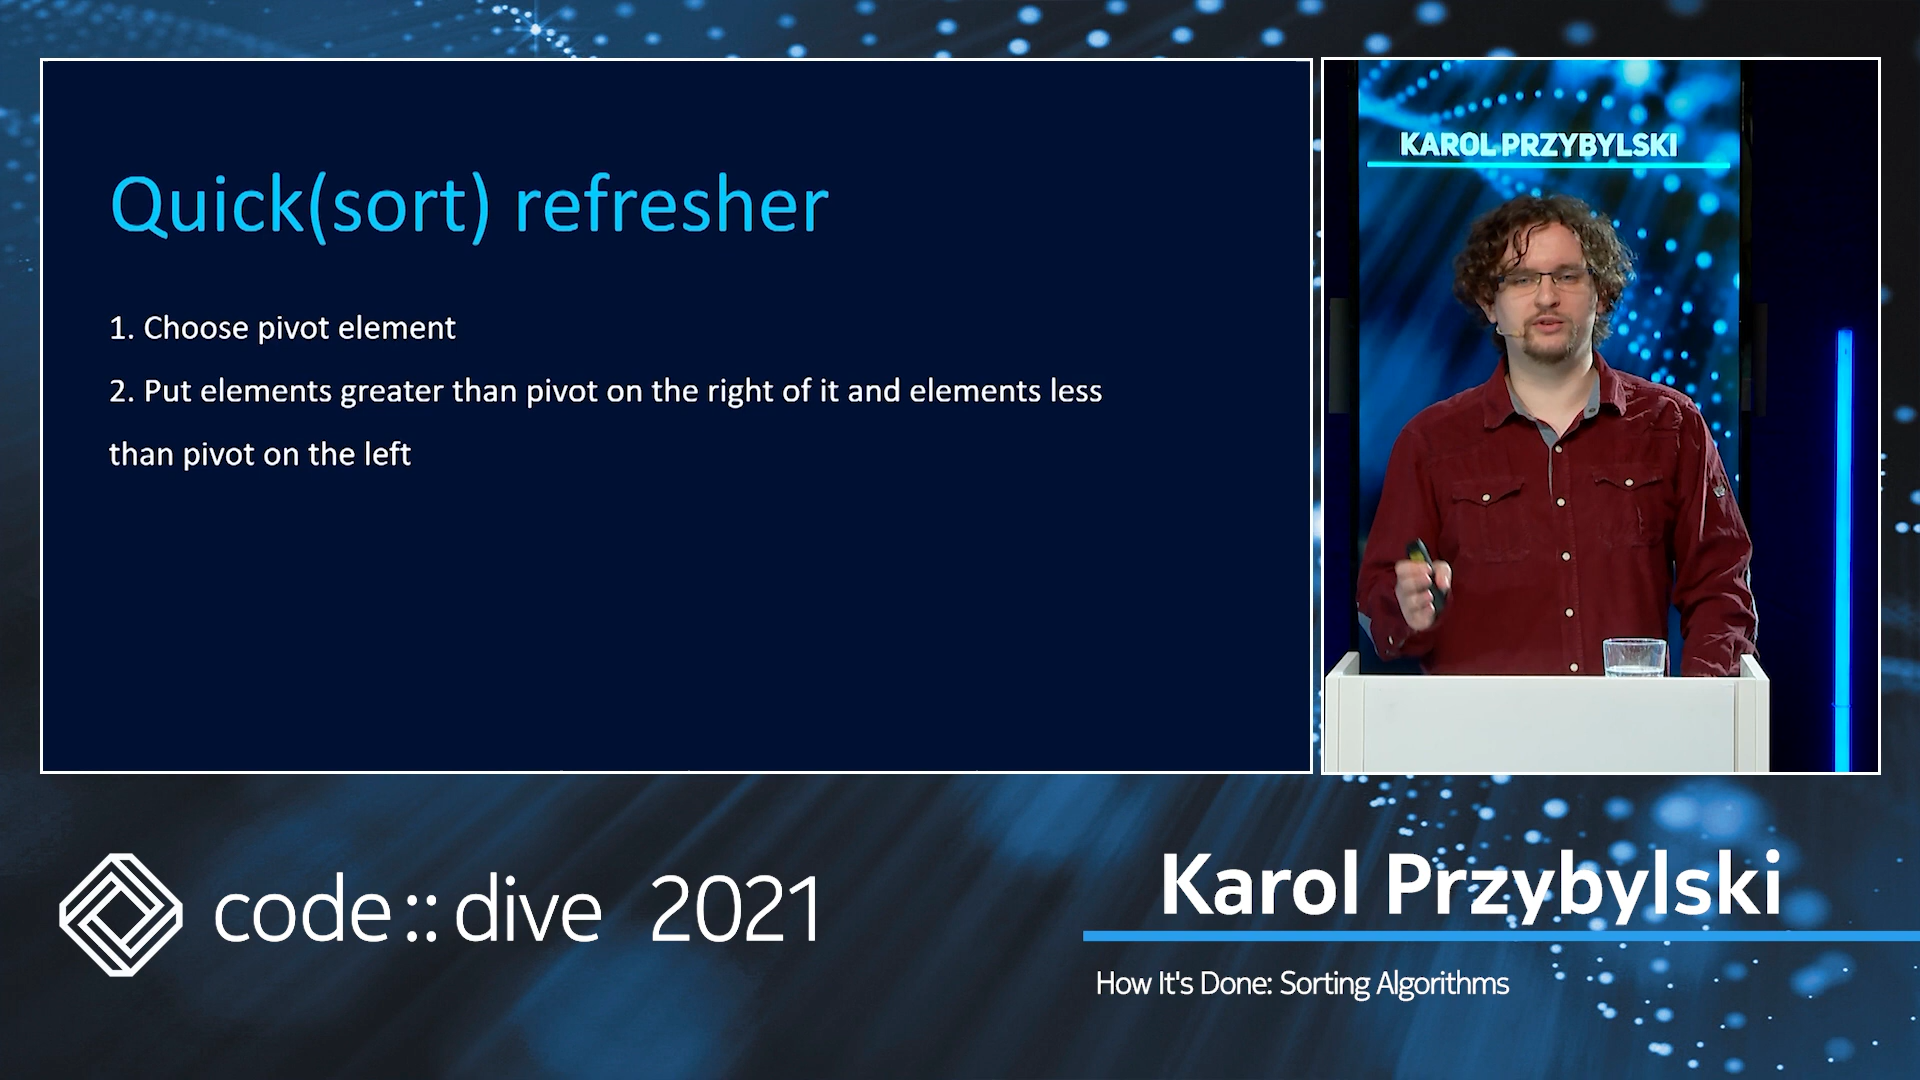 Quick(sort) refresher
1. Choose pivot element
2. Put elements greater than pivot on the right of it and elements less
than pivot on the left
KAROL PRZYBYLSKI
code::dive 2021
Karol Przybylski
How It's Done: Sorting Algorithms